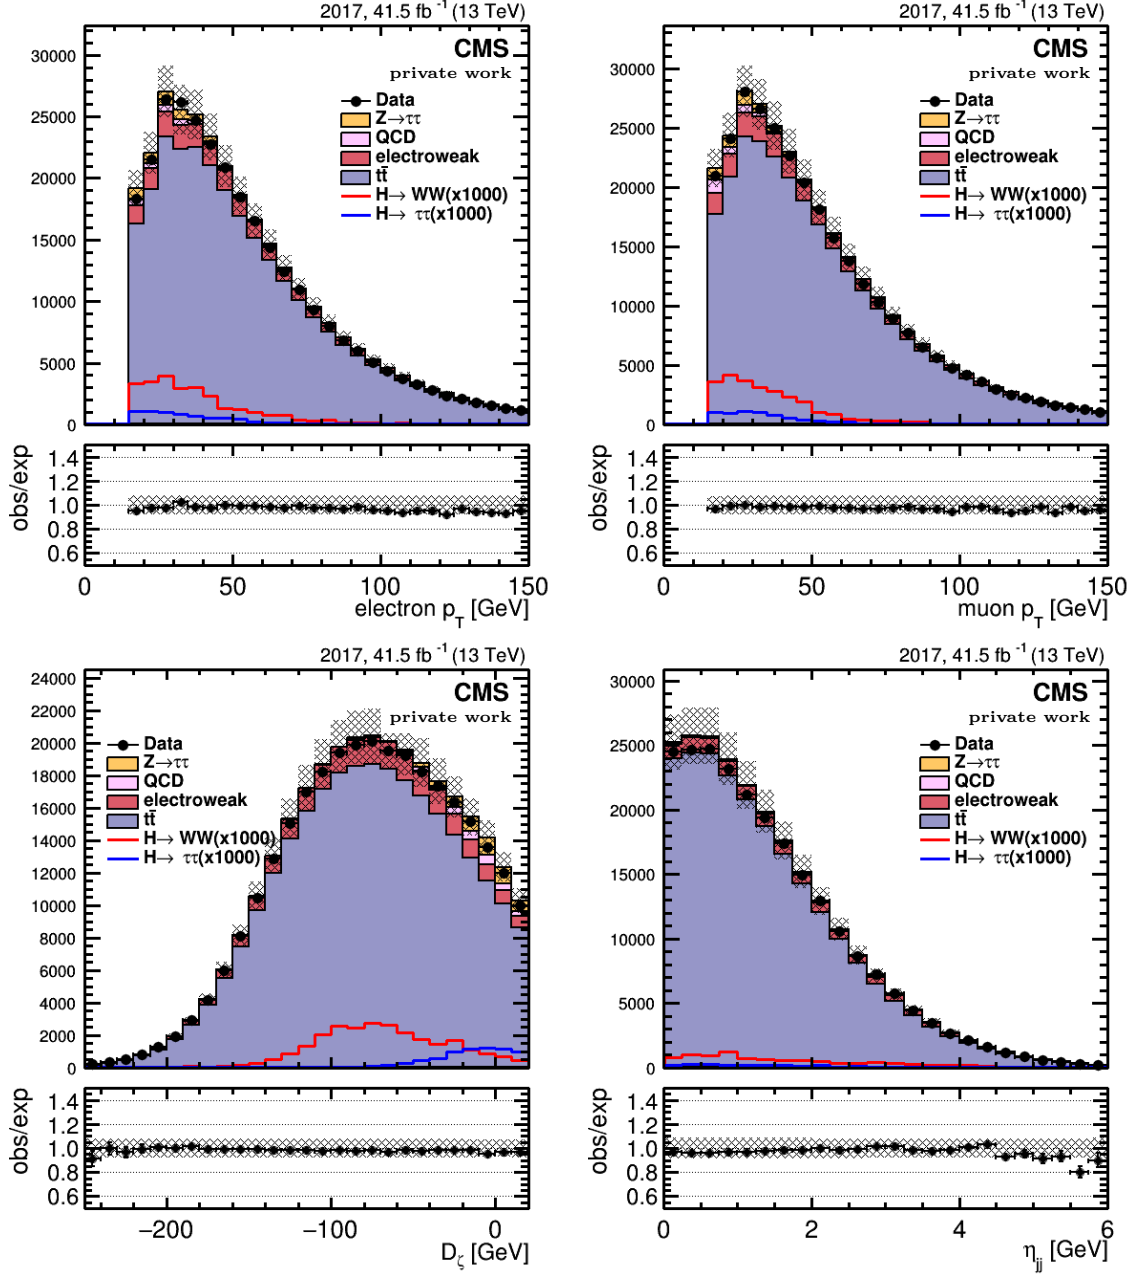 2017, 41.5 fb⁻¹ (13 TeV)
CMS
private work
Data
Z→ττ
QCD
electroweak
tt̄
H→ WW(x1000)
H→ ττ(x1000)
30000
25000
20000
15000
10000
5000
0
obs/exp
1.4
1.2
1.0
0.8
0.6
0 50 100 150
electron p_T [GeV]
2017, 41.5 fb⁻¹ (13 TeV)
CMS
private work
Data
Z→ττ
QCD
electroweak
tt̄
H→ WW(x1000)
H→ ττ(x1000)
30000
25000
20000
15000
10000
5000
0
obs/exp
1.4
1.2
1.0
0.8
0.6
0 50 100 150
muon p_T [GeV]
2017, 41.5 fb⁻¹ (13 TeV)
CMS
private work
Data
Z→ττ
QCD
electroweak
tt̄
H→ WW(x1000)
H→ ττ(x1000)
24000
22000
20000
18000
16000
14000
12000
10000
8000
6000
4000
2000
0
obs/exp
1.4
1.2
1.0
0.8
0.6
−200 −100 0
D_ζ [GeV]
2017, 41.5 fb⁻¹ (13 TeV)
CMS
private work
Data
Z→ττ
QCD
electroweak
tt̄
H→ WW(x1000)
H→ ττ(x1000)
30000
25000
20000
15000
10000
5000
0
obs/exp
1.4
1.2
1.0
0.8
0.6
0 2 4 6
η_jj [GeV]